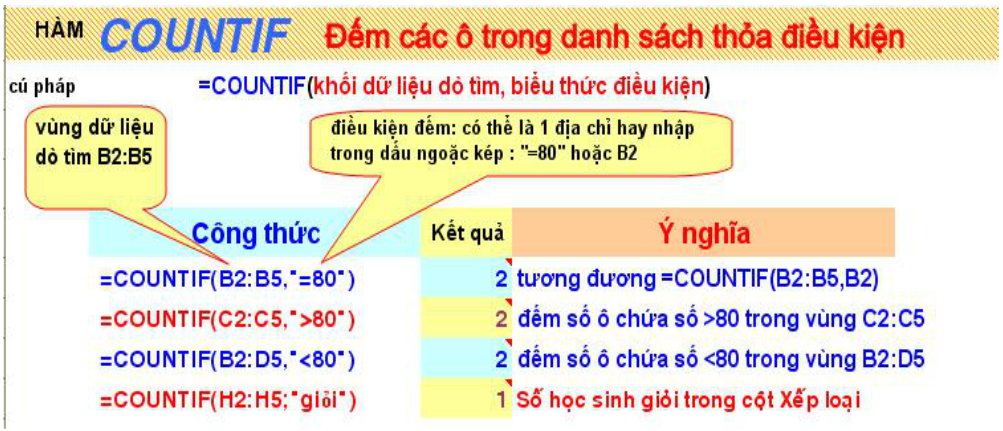 HÀM COUNTIF Đếm các ô trong danh sách thỏa điều kiện
cú pháp =COUNTIF(khối dữ liệu dò tìm, biểu thức điều kiện)
vùng dữ liệu
dò tìm B2:B5
điều kiện đếm: có thể là 1 địa chỉ hay nhập
trong dấu ngoặc kép : "=80" hoặc B2
Công thức Kết quả Ý nghĩa
=COUNTIF(B2:B5,"=80") 2 tương đương =COUNTIF(B2:B5,B2)
=COUNTIF(C2:C5,">80") 2 đếm số ô chứa số >80 trong vùng C2:C5
=COUNTIF(B2:D5,"<80") 2 đếm số ô chứa số <80 trong vùng B2:D5
=COUNTIF(H2:H5;"giỏi") 1 Số học sinh giỏi trong cột Xếp loại